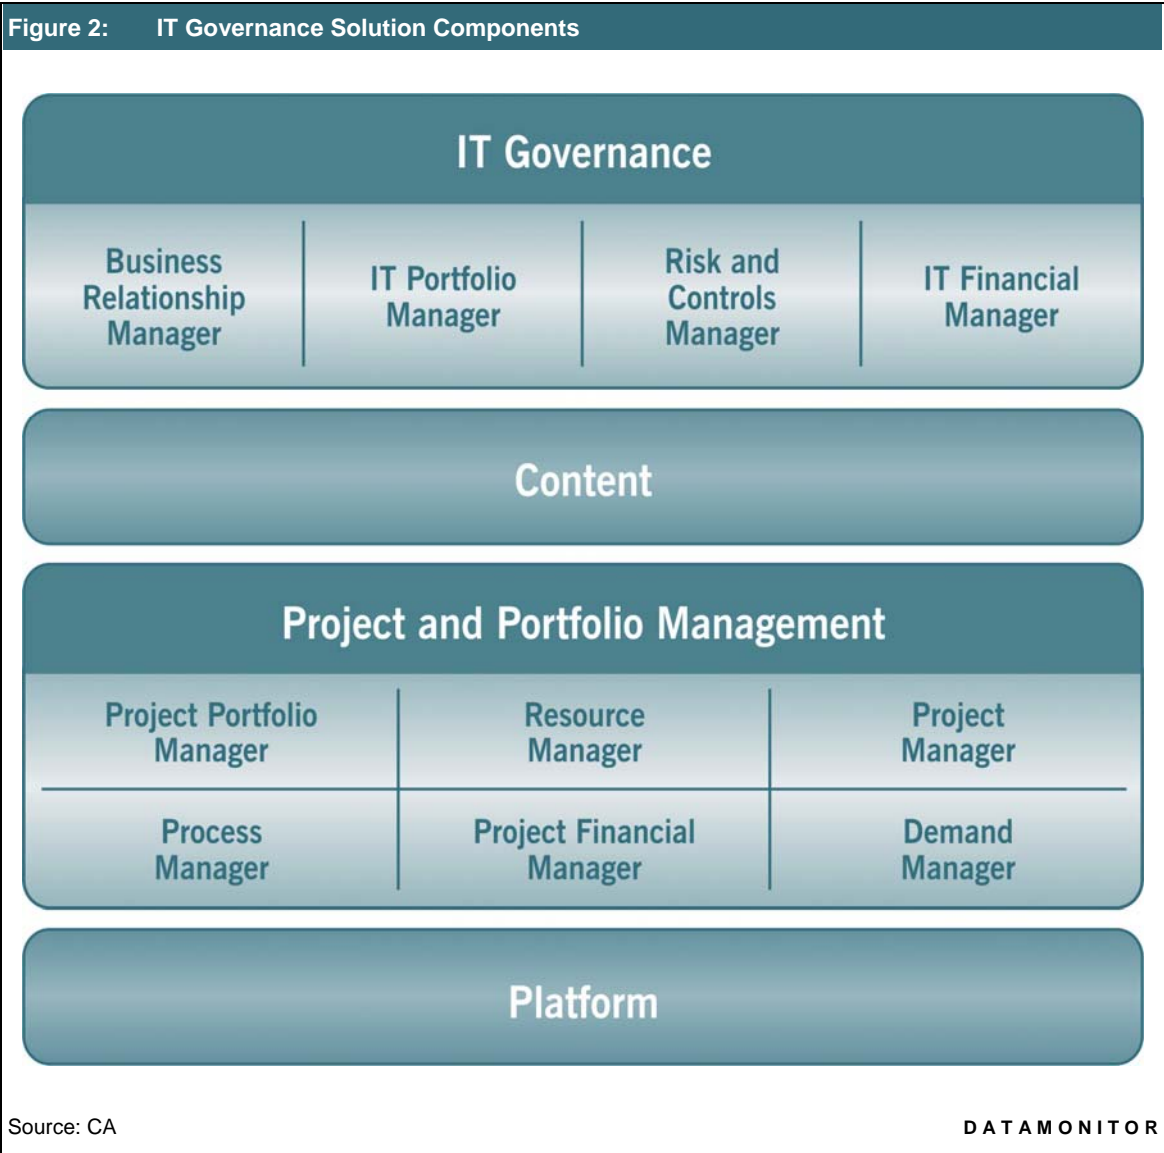 Figure 2: IT Governance Solution Components
IT Governance
Business
Relationship
Manager
IT Portfolio
Manager
Risk and
Controls
Manager
IT Financial
Manager
Content
Project and Portfolio Management
Project Portfolio
Manager
Resource
Manager
Project
Manager
Process
Manager
Project Financial
Manager
Demand
Manager
Platform
Source: CA
DATAMONITOR